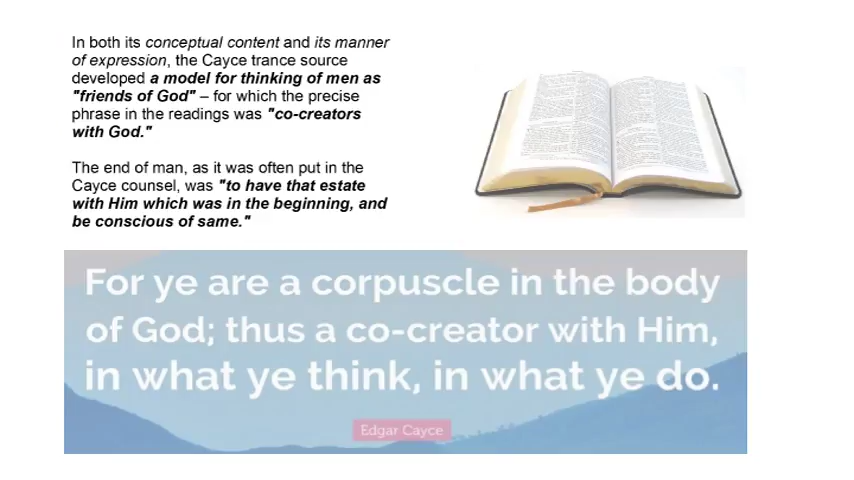 In both its conceptual content and its manner
of expression, the Cayce trance source
developed a model for thinking of men as
"friends of God" – for which the precise
phrase in the readings was "co-creators
with God."
The end of man, as it was often put in the
Cayce counsel, was "to have that estate
with Him which was in the beginning, and
be conscious of same."
For ye are a corpuscle in the body
of God; thus a co-creator with Him,
in what ye think, in what ye do.
Edgar Cayce